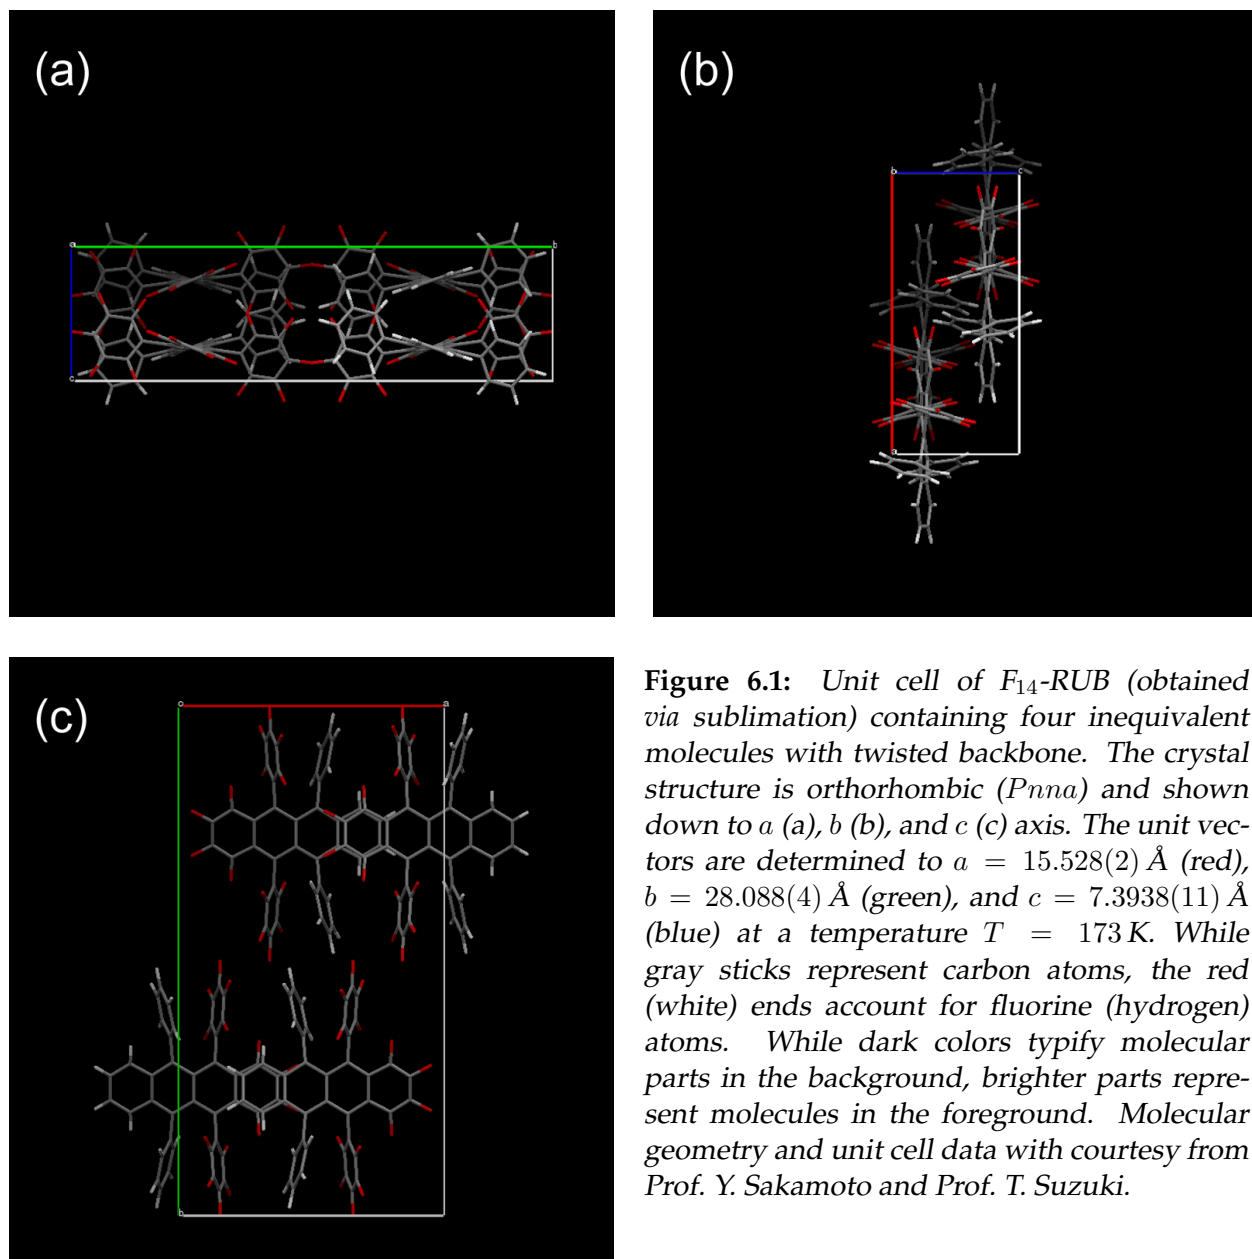 (a)
a
b
c
(b)
b
c
a
(c)
c
a
b
Figure 6.1: Unit cell of F₁₄-RUB (obtained
via sublimation) containing four inequivalent
molecules with twisted backbone. The crystal
structure is orthorhombic (Pnna) and shown
down to a (a), b (b), and c (c) axis. The unit vec-
tors are determined to a = 15.528(2) Å (red),
b = 28.088(4) Å (green), and c = 7.3938(11) Å
(blue) at a temperature T = 173 K. While
gray sticks represent carbon atoms, the red
(white) ends account for fluorine (hydrogen)
atoms. While dark colors typify molecular
parts in the background, brighter parts repre-
sent molecules in the foreground. Molecular
geometry and unit cell data with courtesy from
Prof. Y. Sakamoto and Prof. T. Suzuki.